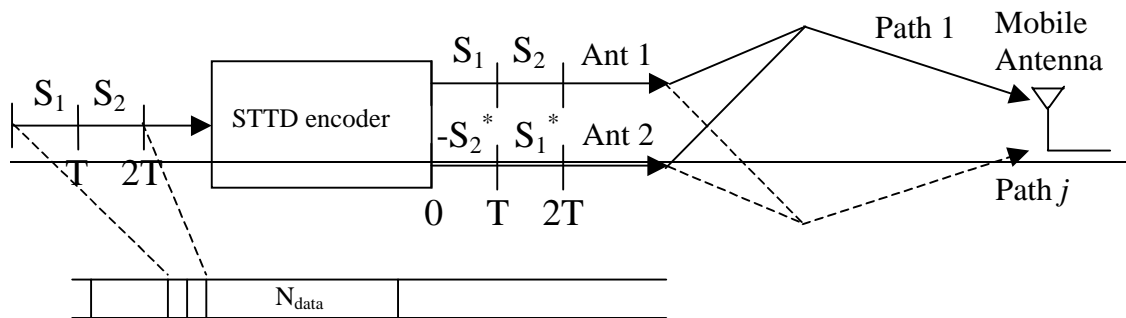 S1 S2
T 2T
STTD encoder
S1 S2 Ant 1
-S2* S1* Ant 2
0 T 2T
Path 1
Mobile
Antenna
Path j
Ndata